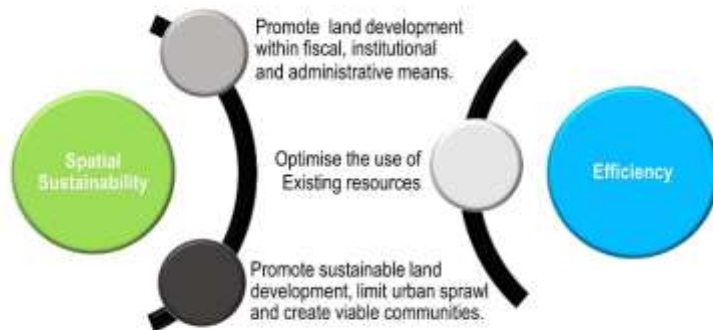 Promote land development
within fiscal, institutional
and administrative means.
Spatial
Sustainability
Optimise the use of
Existing resources
Efficiency
Promote sustainable land
development, limit urban sprawl
and create viable communities.